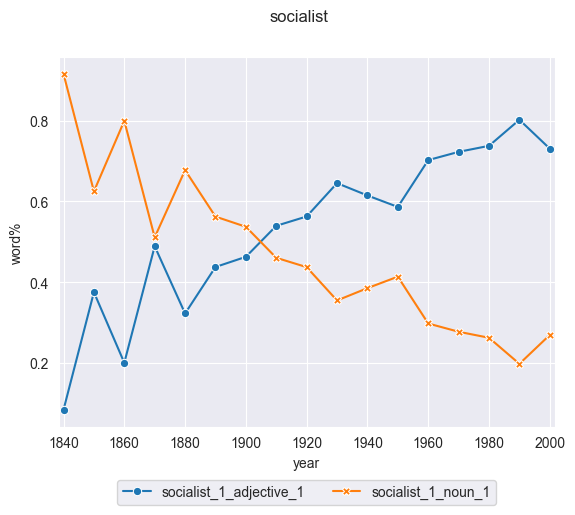 socialist
0.8
0.6
0.4
0.2
word%
1840 1860 1880 1900 1920 1940 1960 1980 2000
year
socialist_1_adjective_1 socialist_1_noun_1